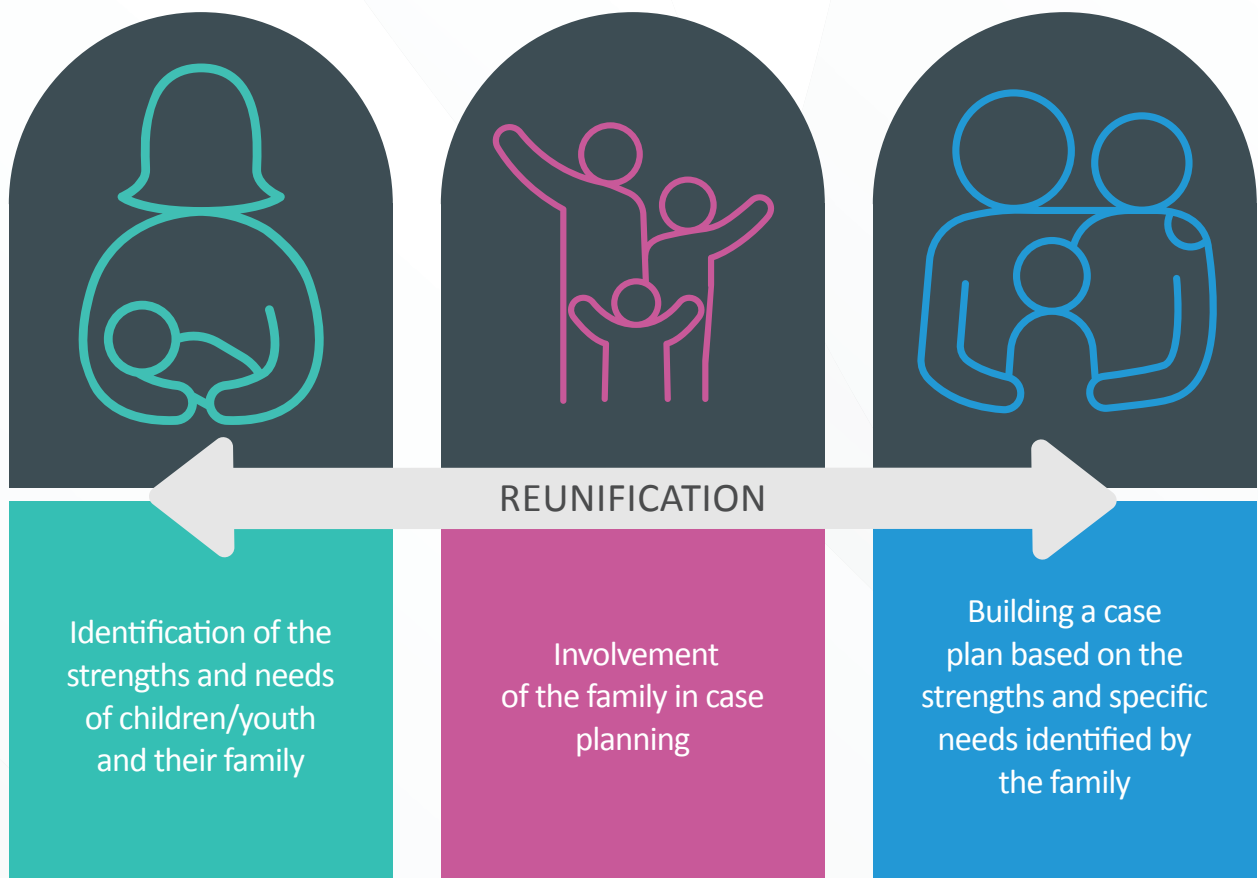 REUNIFICATION
Identification of the
strengths and needs
of children/youth
and their family
Involvement
of the family in case
planning
Building a case
plan based on the
strengths and specific
needs identified by
the family